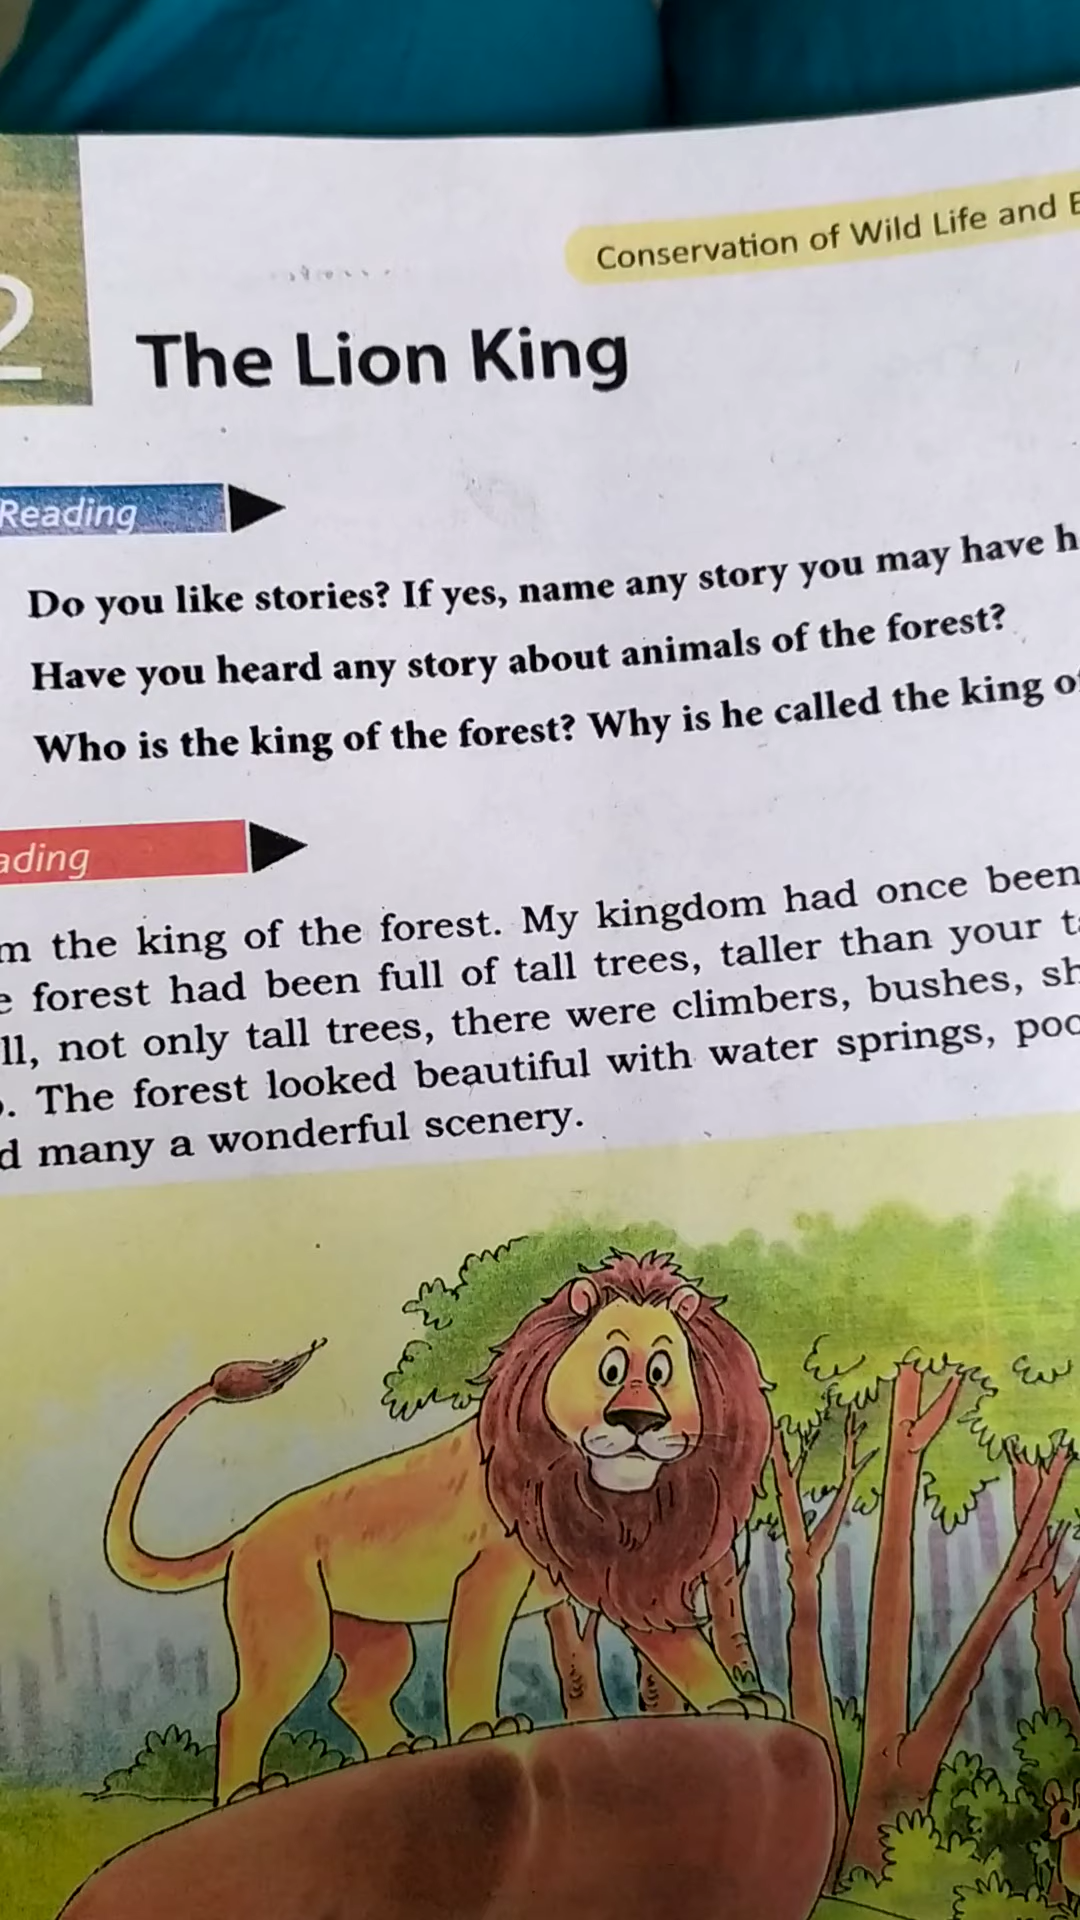 Conservation of Wild Life and
2
The Lion King
Reading
Do you like stories? If yes, name any story you may have
Have you heard any story about animals of the forest?
Who is the king of the forest? Why is he called the king
the king of the forest. My kingdom had once been
forest had been full of tall trees, taller than your
not only tall trees, there were climbers, bushes,
The forest looked beautiful with water springs,
many a wonderful scenery.